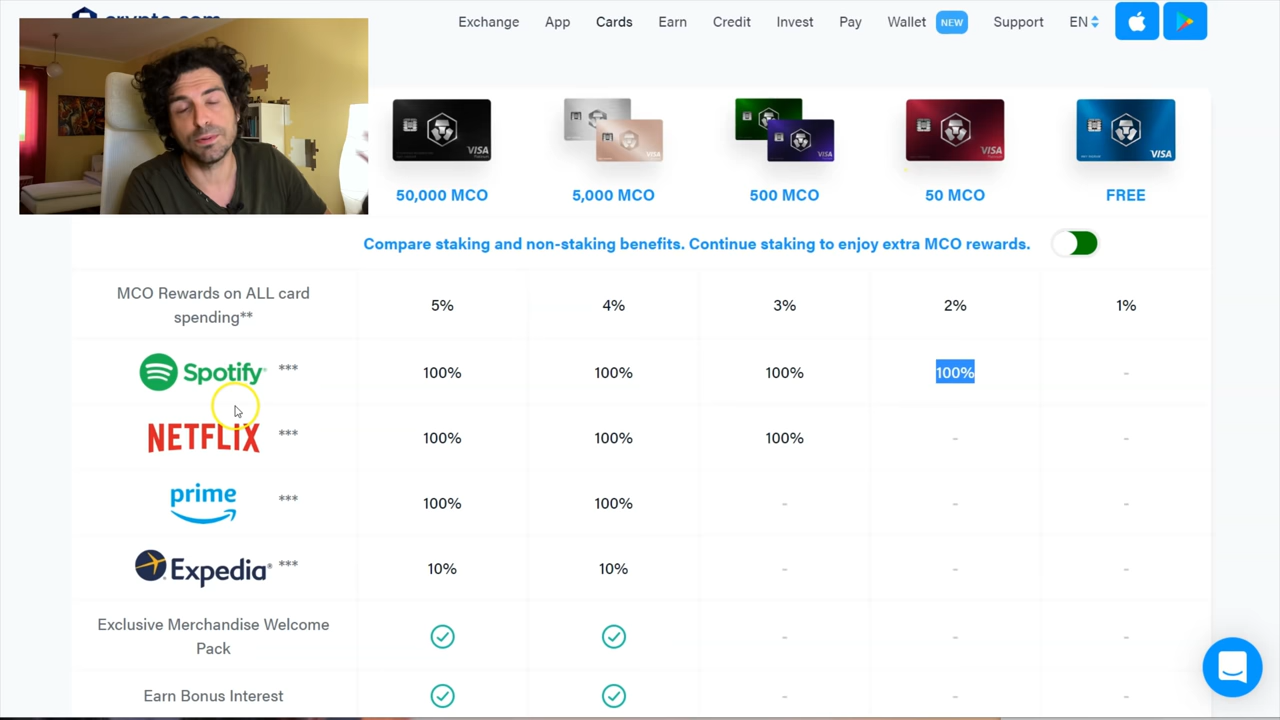 crypto.com
Exchange App Cards Earn Credit Invest Pay Wallet NEW Support EN
VISA VISA VISA VISA VISA
50,000 MCO 5,000 MCO 500 MCO 50 MCO FREE
Compare staking and non-staking benefits. Continue staking to enjoy extra MCO rewards.
MCO Rewards on ALL card
spending** 5% 4% 3% 2% 1%
Spotify *** 100% 100% 100% 100% -
NETFLIX *** 100% 100% 100% - -
prime *** 100% 100% - - -
Expedia *** 10% 10% - - -
Exclusive Merchandise Welcome
Pack - - -
Earn Bonus Interest - - -